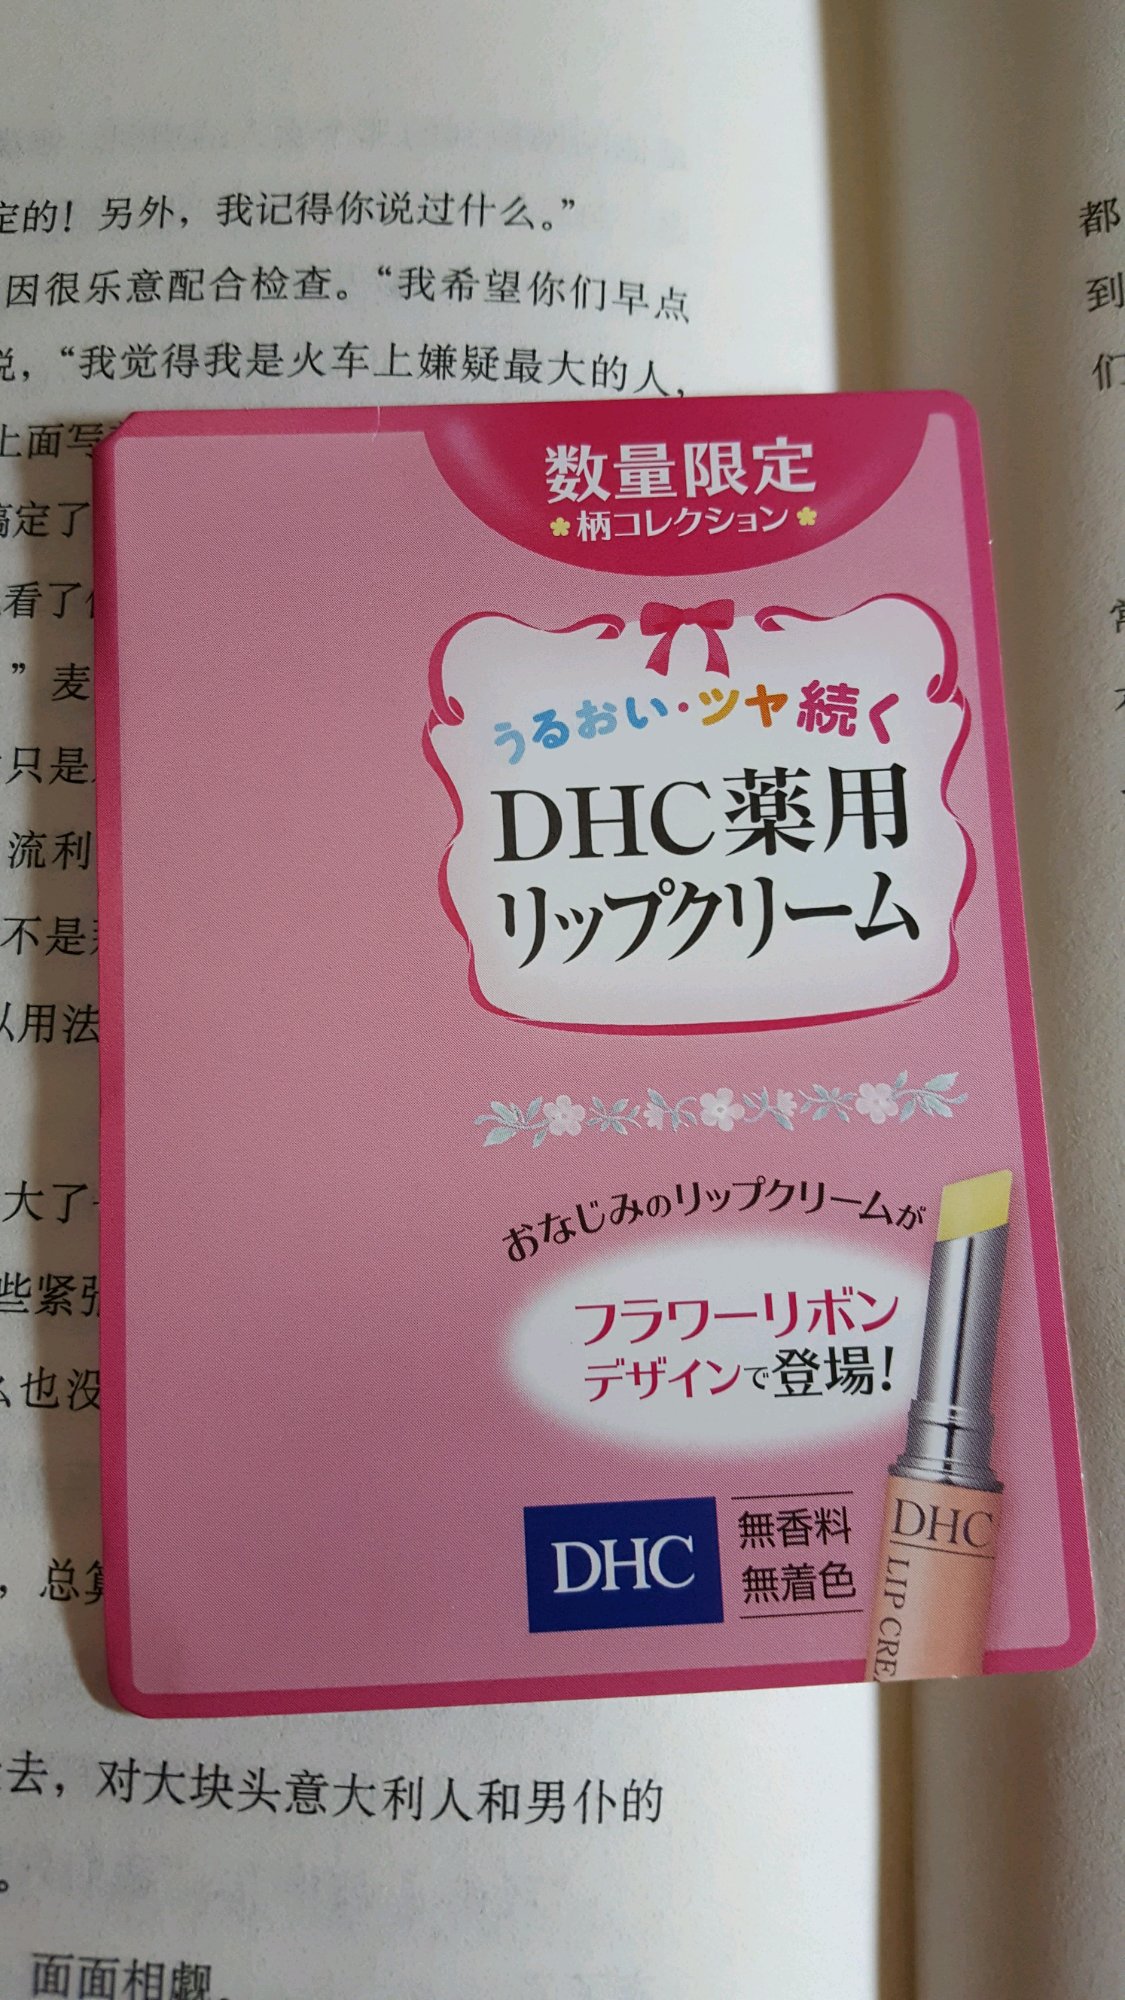 定的！另外，我记得你说过什么。”
因很乐意配合检查。“我希望你们早点
说，“我觉得我是火车上嫌疑最大的人，
上面写
搞定了
看了
”麦
只是
流利
不是
以用法
大了
些紧张
么也没
，总算
去，对大块头意大利人和男仆的
。
面面相觑，
数量限定
柄コレクション
うるおい・ツヤ続く
DHC薬用
リップクリーム
おなじみのリップクリームが
フラワーリボン
デザインで登場！
DHC
無香料
無着色
DHC
LIP CRE
都
到
们